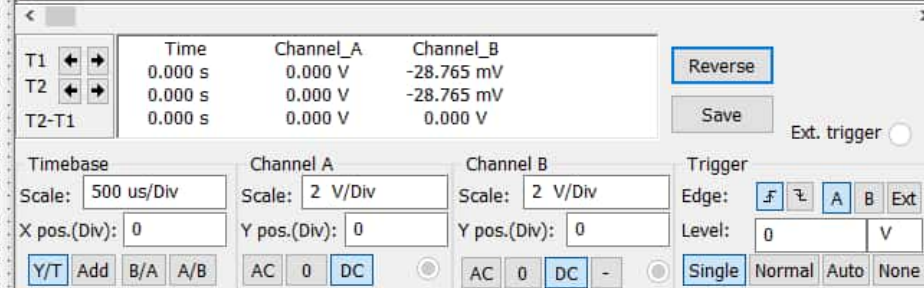 Time Channel_A Channel_B
T1 0.000 s 0.000 V -28.765 mV
T2 0.000 s 0.000 V -28.765 mV
T2-T1 0.000 s 0.000 V 0.000 V
Reverse
Save
Ext. trigger
Timebase
Scale: 500 us/Div
X pos.(Div): 0
Y/T Add B/A A/B
Channel A
Scale: 2 V/Div
Y pos.(Div): 0
AC 0 DC
Channel B
Scale: 2 V/Div
Y pos.(Div): 0
AC 0 DC -
Trigger
Edge: A B Ext
Level: 0 V
Single Normal Auto None